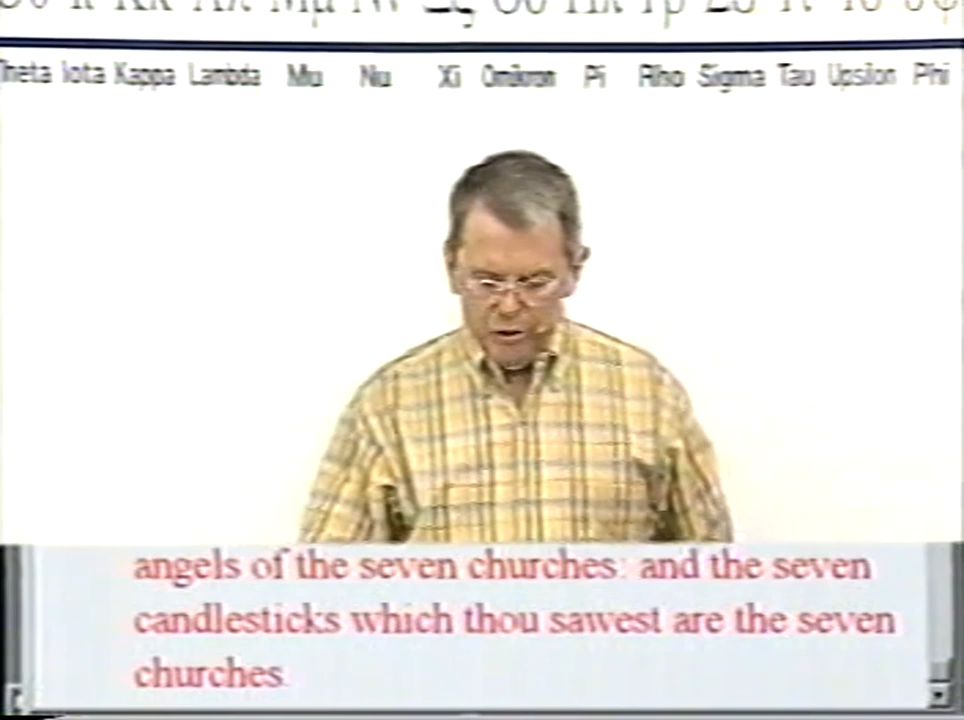 Theta Iota Kappa Lambda Mu Nu Xi Omikron Pi Rho Sigma Tau Upsilon Phi
angels of the seven churches: and the seven
candlesticks which thou sawest are the seven
churches.